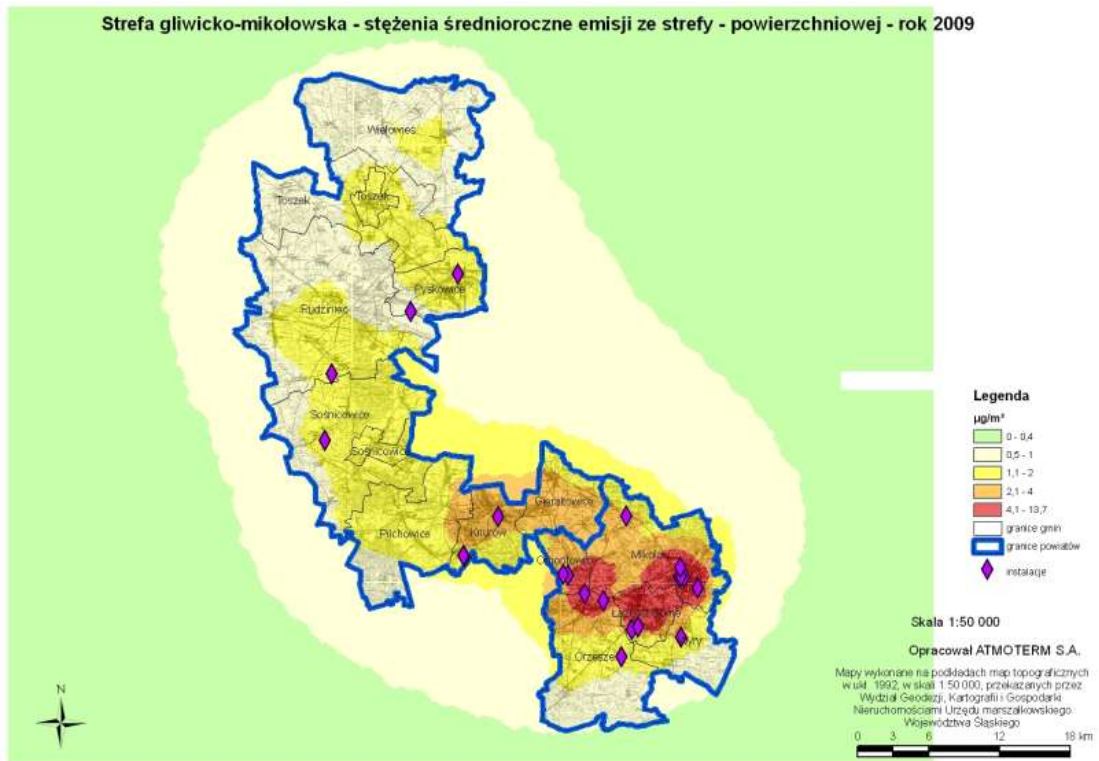 Strefa gliwicko-mikołowska - stężenia średnioroczne emisji ze strefy - powierzchniowej - rok 2009
Wielowieś
Toszek
Toszek
Pyskowice
Rudziniec
Sośnicowice
Sośnicowice
Gierałtowice
Pilchowice
Knurów
Mikołów
Ornontowice
Łaziska Górne
Wyry
Orzesze
Legenda
µg/m³
0 - 0,4
0,5 - 1
1,1 - 2
2,1 - 4
4,1 - 13,7
granice gmin
granice powiatów
instalacje
Skala 1:50 000
Opracował ATMOTERM S.A.
Mapy wykonane na podkładach map topograficznych
w ukł. 1992, w skali 1:50 000, przekazanych przez
Wydział Geodezji, Kartografii i Gospodarki
Nieruchomościami Urzędu marszałkowskiego
Województwa Śląskiego
N
0 3 6 12 18 km